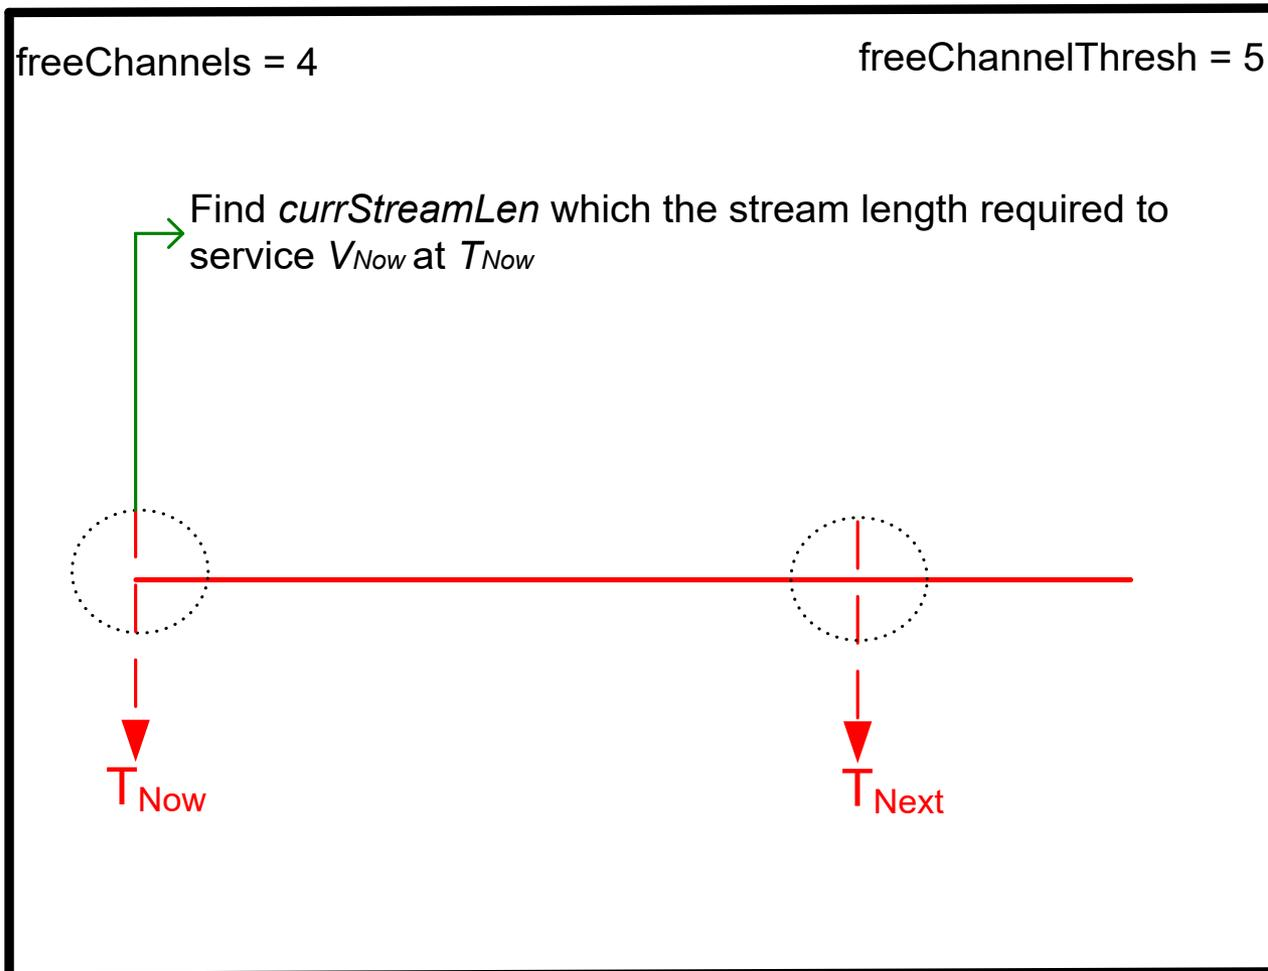 freeChannels = 4
freeChannelThresh = 5
Find currStreamLen which the stream length required to
service VNow at TNow
TNow
TNext